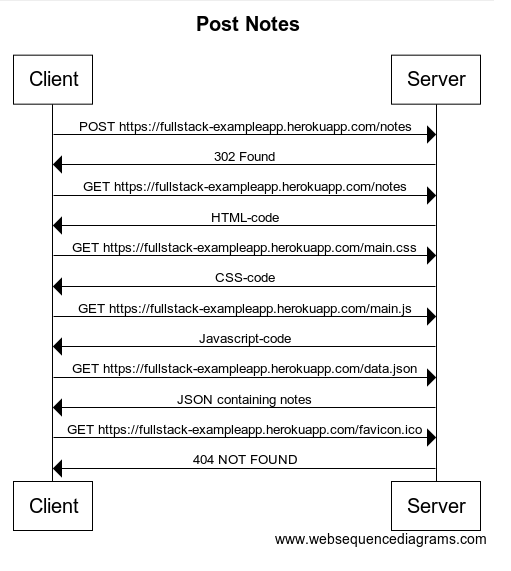 Post Notes
Client
Server
POST https://fullstack-exampleapp.herokuapp.com/notes
302 Found
GET https://fullstack-exampleapp.herokuapp.com/notes
HTML-code
GET https://fullstack-exampleapp.herokuapp.com/main.css
CSS-code
GET https://fullstack-exampleapp.herokuapp.com/main.js
Javascript-code
GET https://fullstack-exampleapp.herokuapp.com/data.json
JSON containing notes
GET https://fullstack-exampleapp.herokuapp.com/favicon.ico
404 NOT FOUND
Client
Server
www.websequencediagrams.com